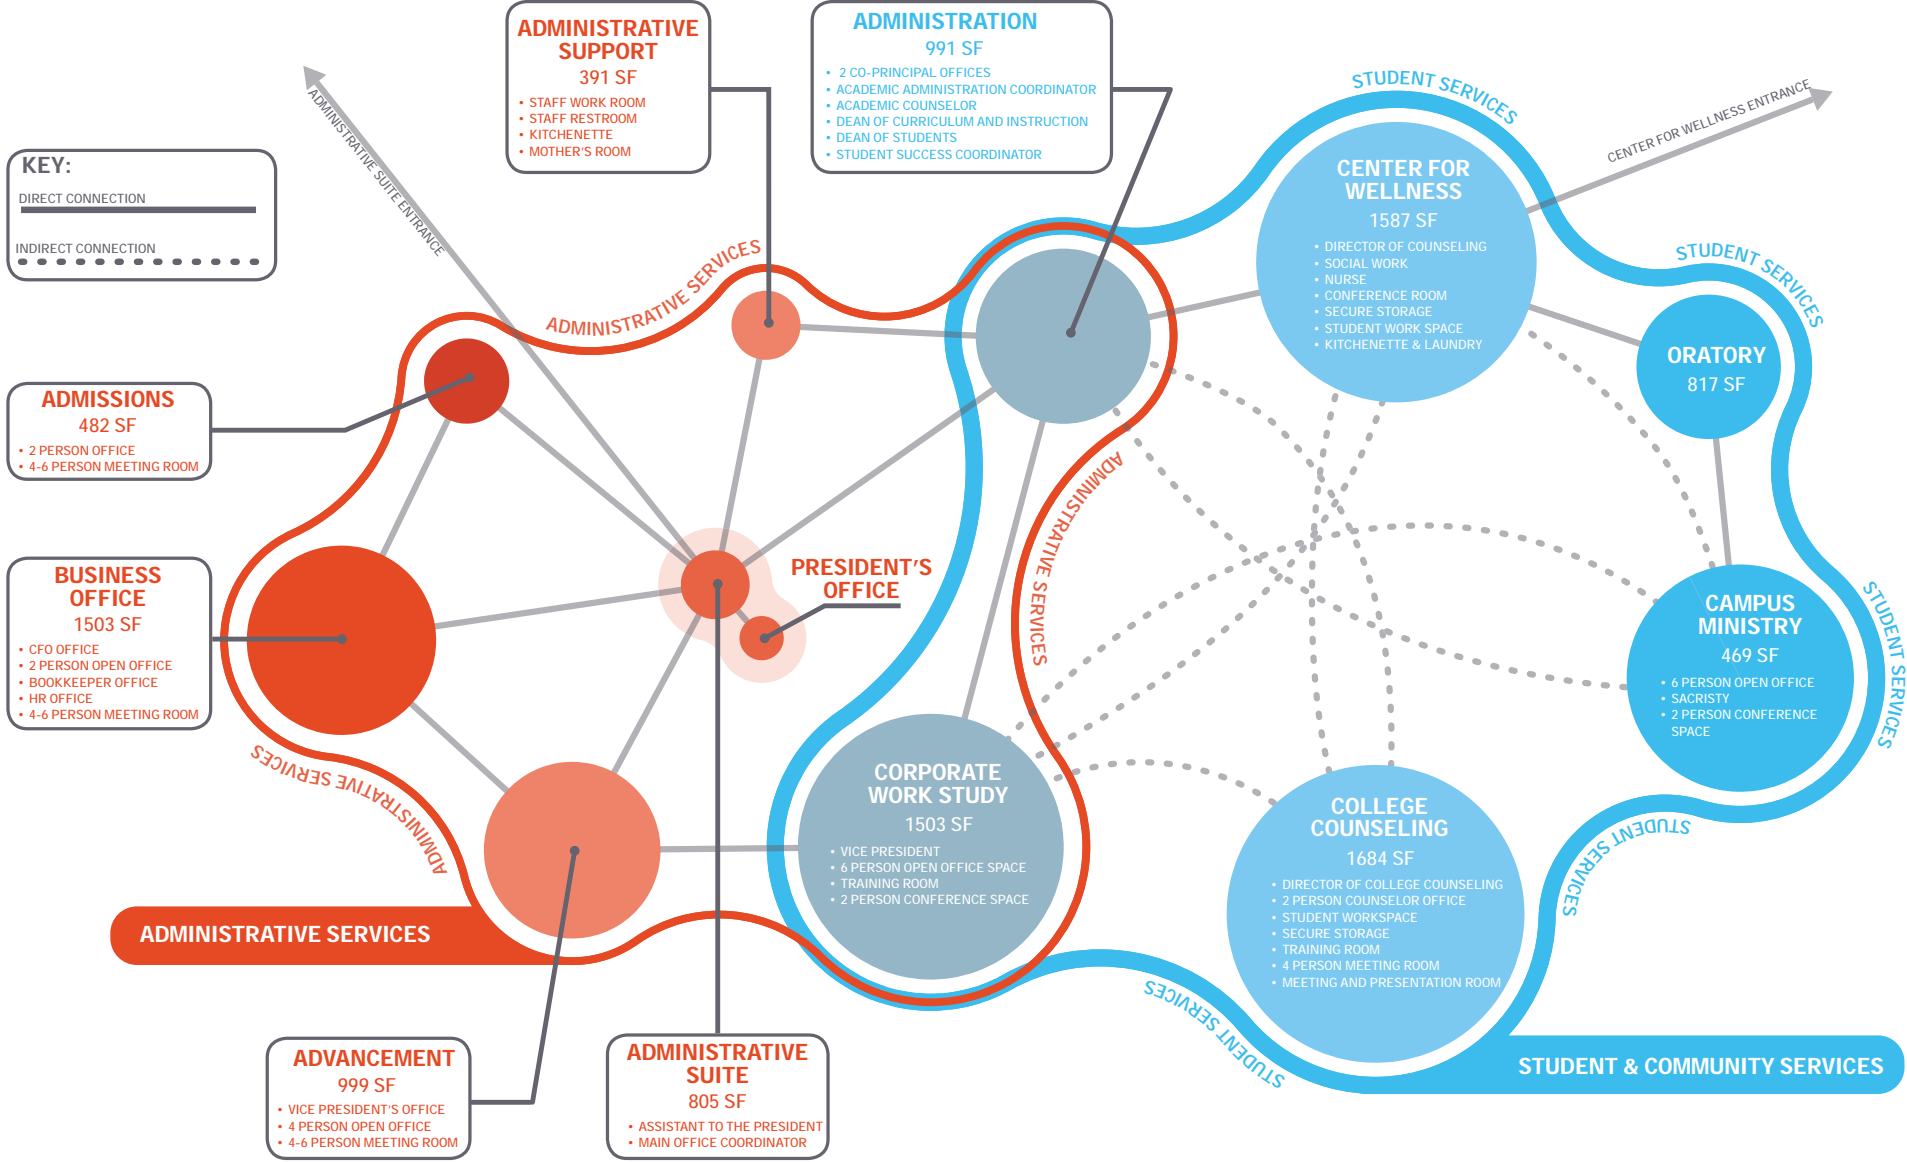 ADMINISTRATIVE
SUPPORT
391 SF
• STAFF WORK ROOM
• STAFF RESTROOM
• KITCHENETTE
• MOTHER'S ROOM
ADMINISTRATION
991 SF
• 2 CO-PRINCIPAL OFFICES
• ACADEMIC ADMINISTRATION COORDINATOR
• ACADEMIC COUNSELOR
• DEAN OF CURRICULUM AND INSTRUCTION
• DEAN OF STUDENTS
• STUDENT SUCCESS COORDINATOR
KEY:
DIRECT CONNECTION
INDIRECT CONNECTION
ADMINISTRATIVE SUITE ENTRANCE
STUDENT SERVICES
CENTER FOR WELLNESS ENTRANCE
CENTER FOR
WELLNESS
1587 SF
• DIRECTOR OF COUNSELING
• SOCIAL WORK
• NURSE
• CONFERENCE ROOM
• SECURE STORAGE
• STUDENT WORK SPACE
• KITCHENETTE & LAUNDRY
STUDENT SERVICES
ORATORY
817 SF
ADMINISTRATIVE SERVICES
ADMISSIONS
482 SF
• 2 PERSON OFFICE
• 4-6 PERSON MEETING ROOM
ADMINISTRATIVE SERVICES
BUSINESS
OFFICE
1503 SF
• CFO OFFICE
• 2 PERSON OPEN OFFICE
• BOOKKEEPER OFFICE
• HR OFFICE
• 4-6 PERSON MEETING ROOM
PRESIDENT'S
OFFICE
CAMPUS
MINISTRY
469 SF
• 6 PERSON OPEN OFFICE
• SACRISTY
• 2 PERSON CONFERENCE
SPACE
STUDENT SERVICES
ADMINISTRATIVE SERVICES
CORPORATE
WORK STUDY
1503 SF
• VICE PRESIDENT
• 6 PERSON OPEN OFFICE SPACE
• TRAINING ROOM
• 2 PERSON CONFERENCE SPACE
COLLEGE
COUNSELING
1684 SF
• DIRECTOR OF COLLEGE COUNSELING
• 2 PERSON COUNSELOR OFFICE
• STUDENT WORKSPACE
• SECURE STORAGE
• TRAINING ROOM
• 4 PERSON MEETING ROOM
• MEETING AND PRESENTATION ROOM
STUDENT SERVICES
ADMINISTRATIVE SERVICES
STUDENT SERVICES
ADVANCEMENT
999 SF
• VICE PRESIDENT'S OFFICE
• 4 PERSON OPEN OFFICE
• 4-6 PERSON MEETING ROOM
ADMINISTRATIVE
SUITE
805 SF
• ASSISTANT TO THE PRESIDENT
• MAIN OFFICE COORDINATOR
STUDENT & COMMUNITY SERVICES